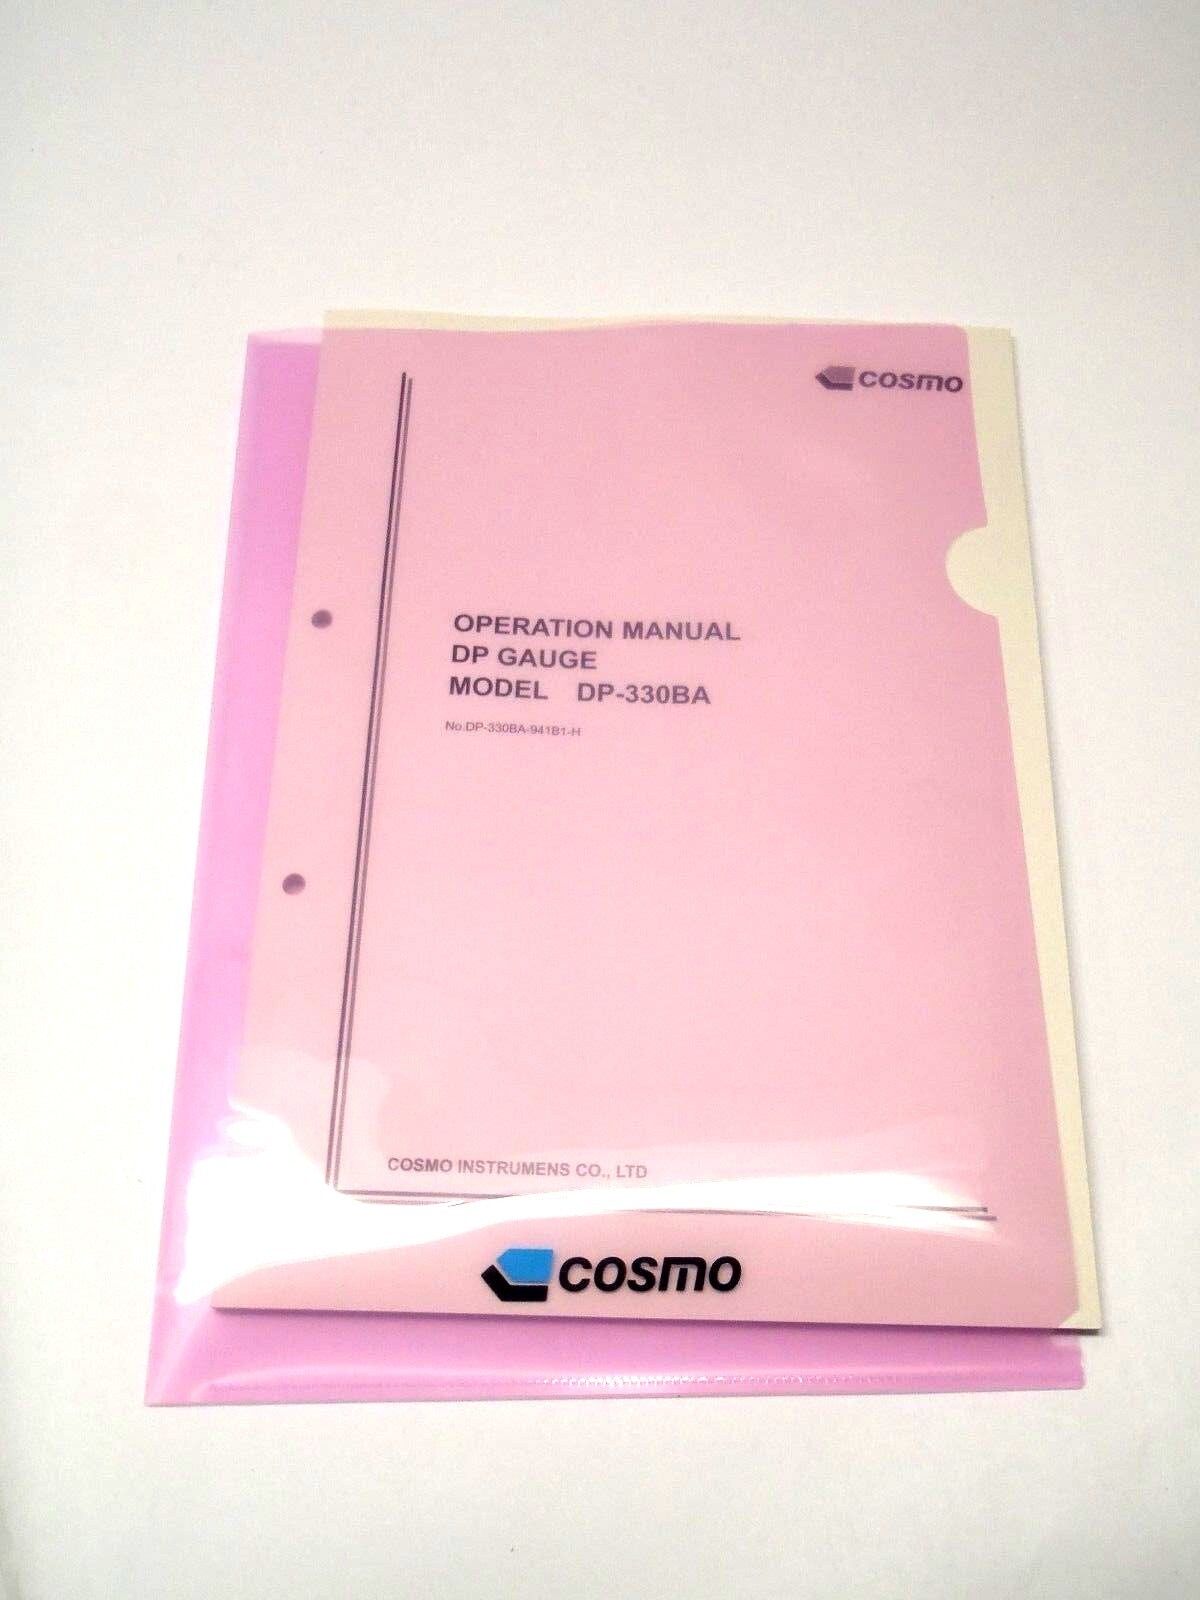 COSMO
OPERATION MANUAL
DP GAUGE
MODEL DP-330BA
No.DP-330BA-941B1-H
COSMO INSTRUMENS CO., LTD
COSMO